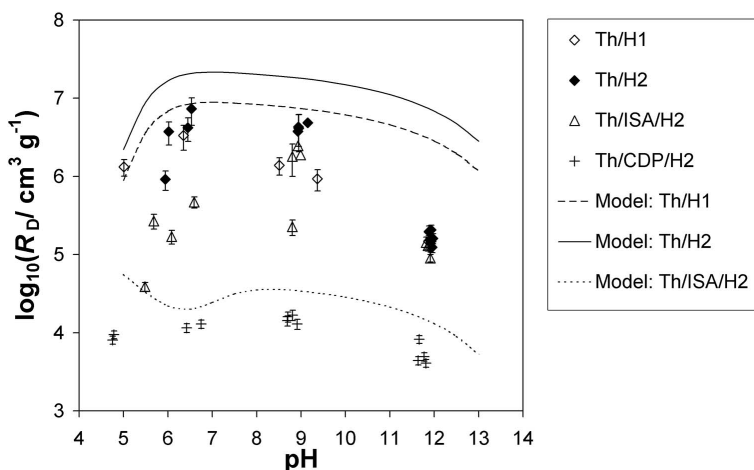 8
7
6
5
4
3
4 5 6 7 8 9 10 11 12 13 14
pH
log₁₀(R_D/ cm³ g⁻¹)
Th/H1
Th/H2
Th/ISA/H2
Th/CDP/H2
Model: Th/H1
Model: Th/H2
Model: Th/ISA/H2